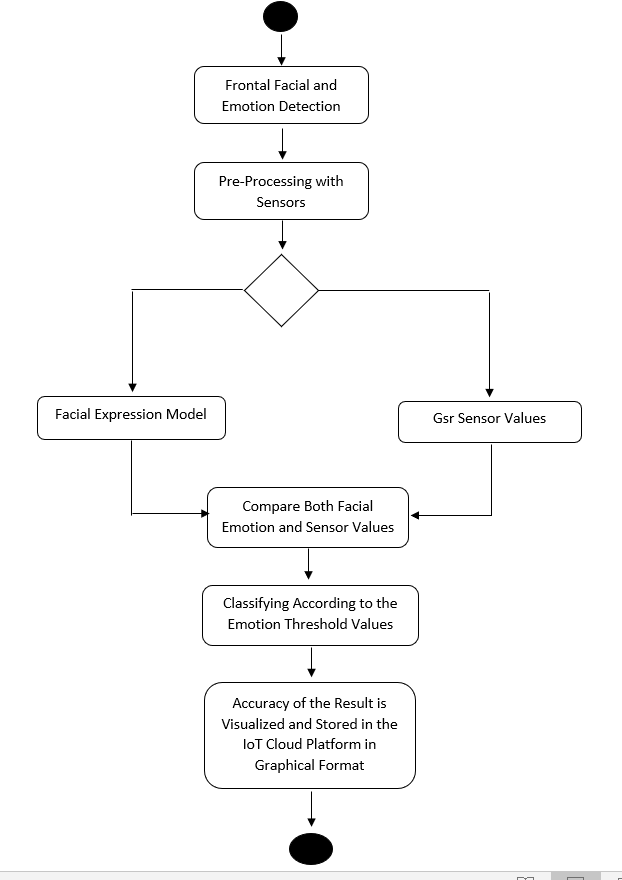 Frontal Facial and
Emotion Detection
Pre-Processing with
Sensors
Facial Expression Model
Gsr Sensor Values
Compare Both Facial
Emotion and Sensor Values
Classifying According to the
Emotion Threshold Values
Accuracy of the Result is
Visualized and Stored in the
IoT Cloud Platform in
Graphical Format